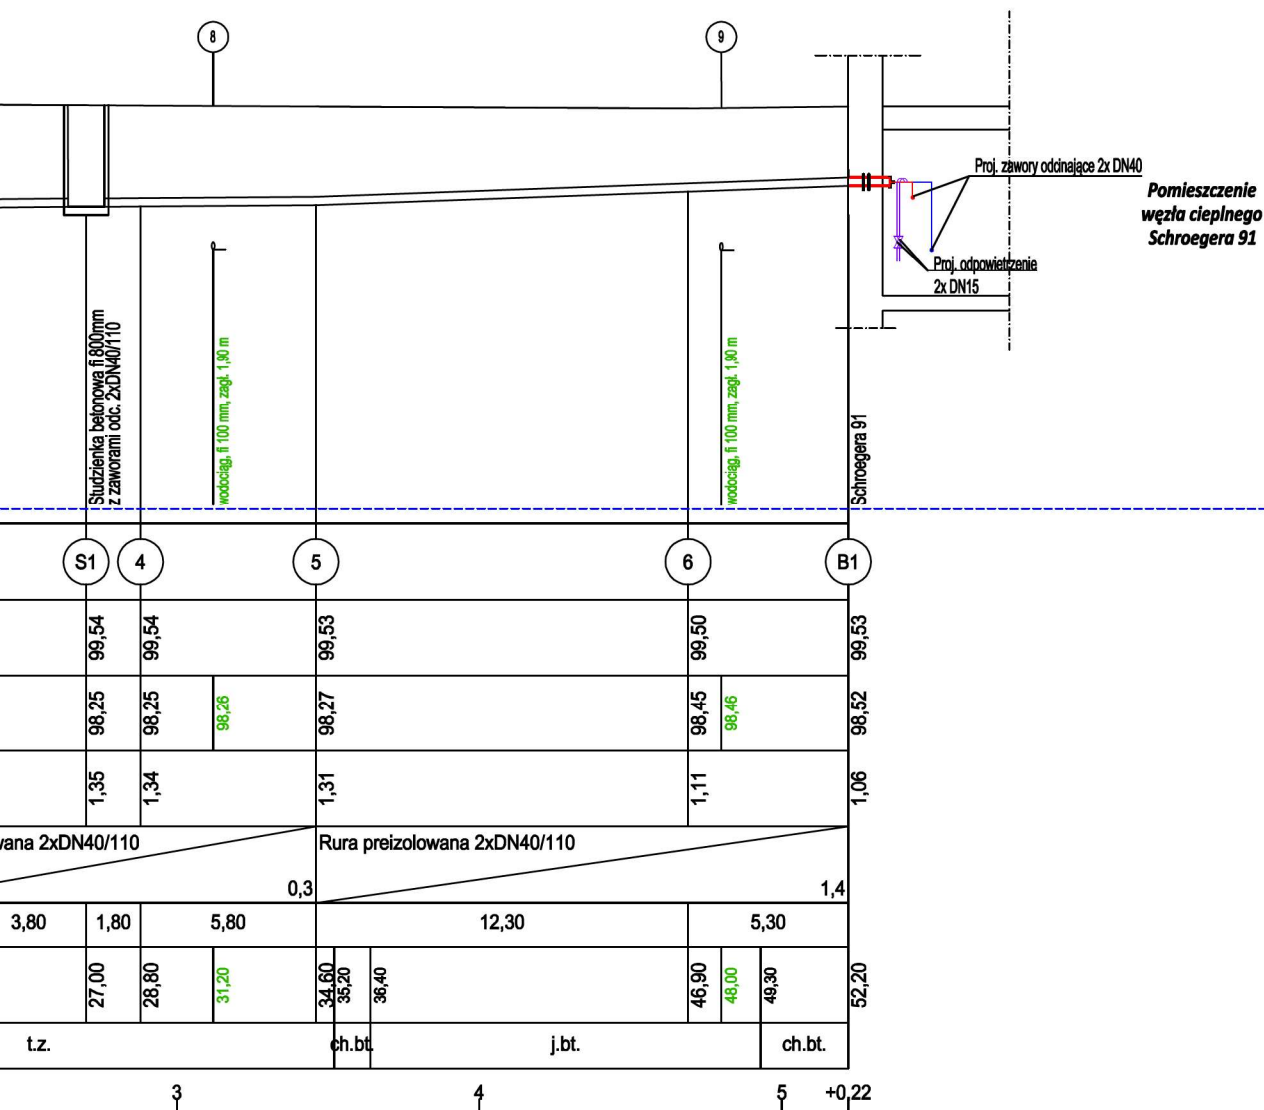 8
9
Proj. zawory odcinające 2x DN40
Pomieszczenie
węzła cieplnego
Schroegera 91
Proj. odpowietrzenie
2x DN15
Studzienka betonowa fi 800mm
z zaworami odc. 2xDN40/110
wodociąg, fi 100 mm, zagł. 1,90 m
wodociąg, fi 100 mm, zagł. 1,90 m
Schroegera 91
S1 4 5 6 B1
99,54 99,54 99,53 99,50 99,53
98,25 98,25 98,26 98,27 98,45 98,46 98,52
1,35 1,34 1,31 1,11 1,06
wana 2xDN40/110 Rura preizolowana 2xDN40/110
0,3 1,4
3,80 1,80 5,80 12,30 5,30
27,00 28,80 31,20 34,60 35,20 36,40 46,90 48,00 49,30 52,20
t.z. ch.bt. j.bt. ch.bt.
3 4 5 +0,22